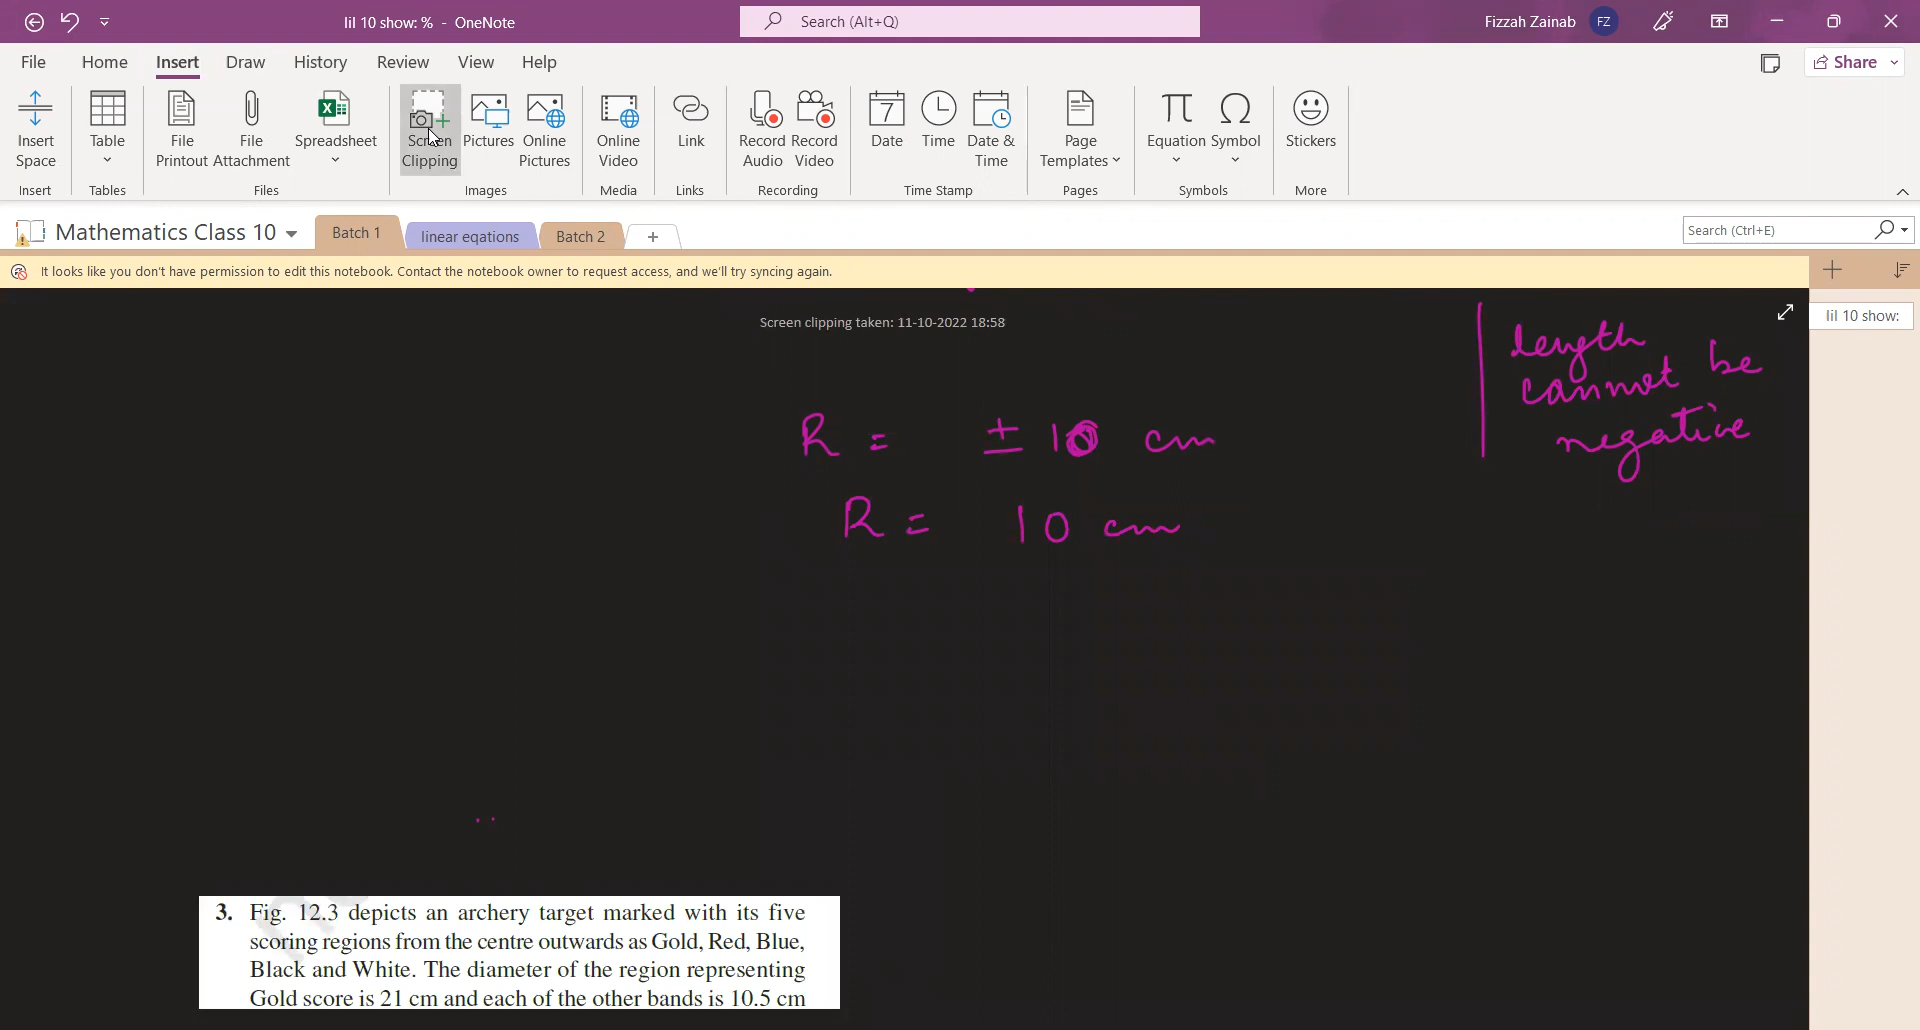 lil 10 show: % - OneNote
Search (Alt+Q)
Fizzah Zainab
FZ
File Home Insert Draw History Review View Help
Share
Insert Space
Table
File Printout
File Attachment
Spreadsheet
Screen Clipping
Pictures
Online Pictures
Online Video
Link
Record Audio
Record Video
Date
Time
Date & Time
Page Templates
Equation
Symbol
Stickers
Insert Tables Files Images Media Links Recording Time Stamp Pages Symbols More
Mathematics Class 10
Batch 1
linear eqations
Batch 2
Search (Ctrl+E)
It looks like you don't have permission to edit this notebook. Contact the notebook owner to request access, and we'll try syncing again.
lil 10 show:
Screen clipping taken: 11-10-2022 18:58
length
cannot be
negative
R = ± 10 cm
R = 10 cm
3. Fig. 12.3 depicts an archery target marked with its five
scoring regions from the centre outwards as Gold, Red, Blue,
Black and White. The diameter of the region representing
Gold score is 21 cm and each of the other bands is 10.5 cm